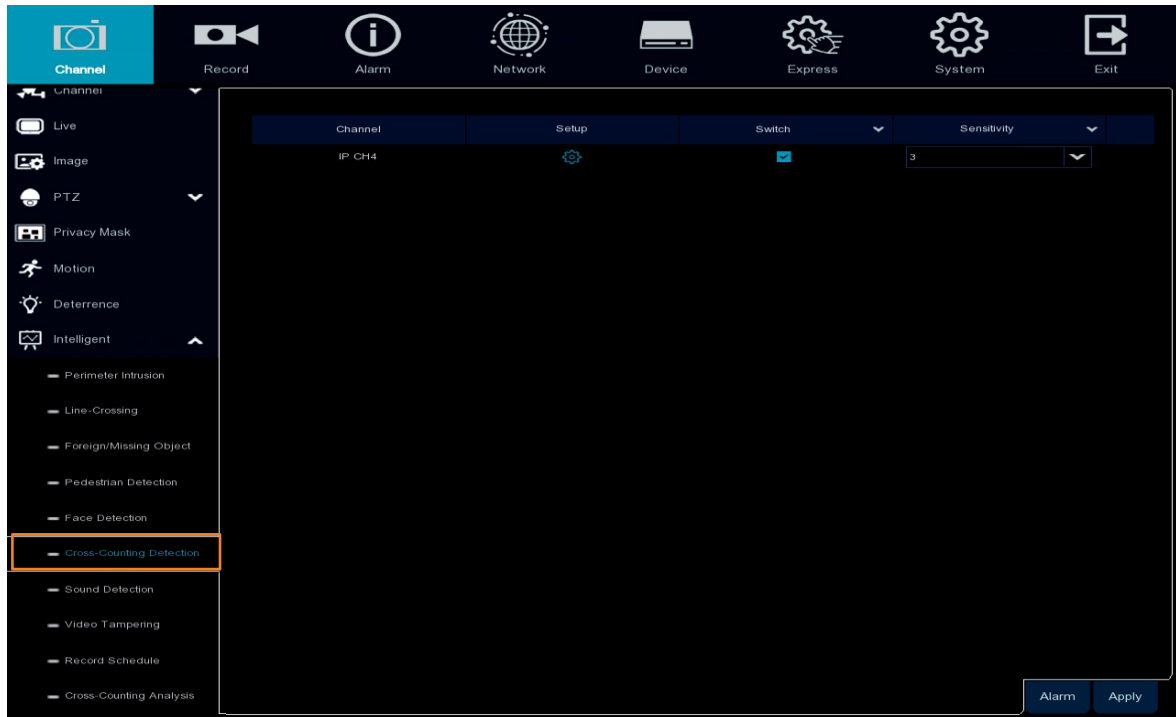 Channel Record Alarm Network Device Express System Exit
Channel
Live
Image
PTZ
Privacy Mask
Motion
Deterrence
Intelligent
Perimeter Intrusion
Line-Crossing
Foreign/Missing Object
Pedestrian Detection
Face Detection
Cross-Counting Detection
Sound Detection
Video Tampering
Record Schedule
Cross-Counting Analysis
Channel Setup Switch Sensitivity
IP CH4 3
Alarm Apply